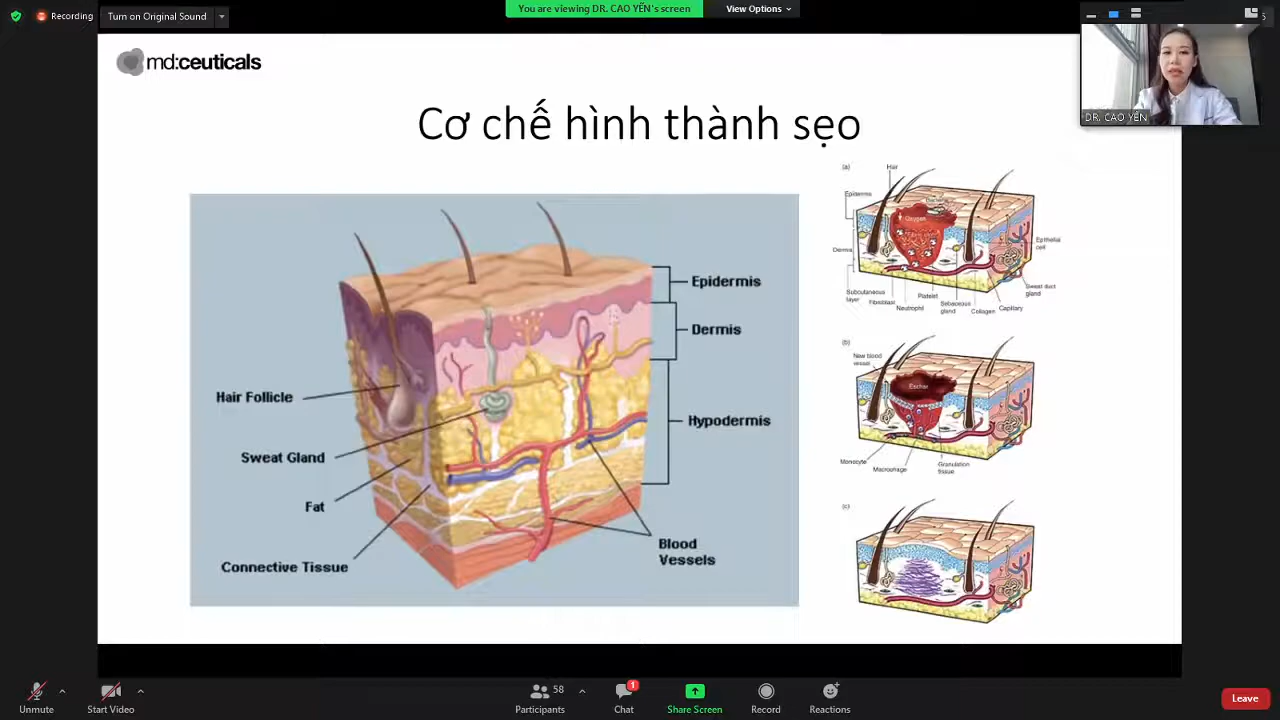 Recording
Turn on Original Sound
You are viewing DR. CAO YẾN's screen
View Options
DR. CAO YẾN
md:ceuticals
Cơ chế hình thành sẹo
Epidermis
Dermis
Hair Follicle
Hypodermis
Sweat Gland
Fat
Blood
Vessels
Connective Tissue
(a)
Hair
Epidermis
Bacteria
Oxygen
Dermis
Epithelial
cell
Sweat duct
gland
Subcutaneous
layer
Fibroblast
Neutrophil
Platelet
Sebaceous
gland
Collagen
Capillary
(b)
New blood
vessel
Eschar
Monocyte
Macrophage
Granulation
tissue
(c)
Unmute
Start Video
58
Participants
1
Chat
Share Screen
Record
Reactions
Leave